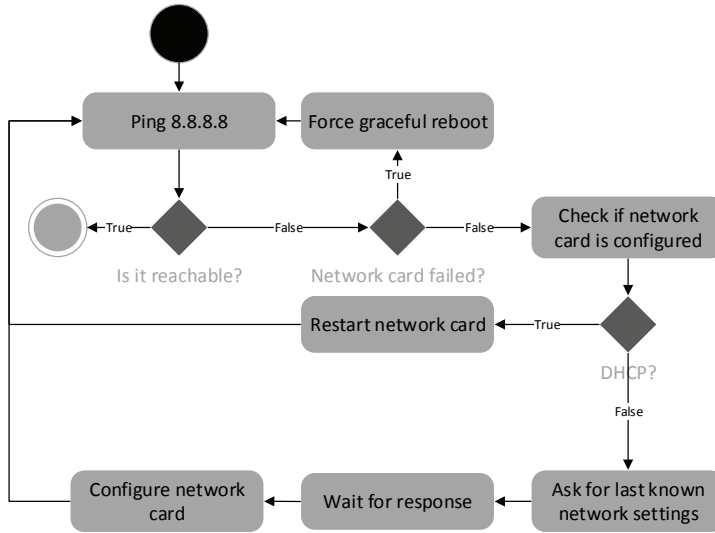 Ping 8.8.8.8
Force graceful reboot
True
True
False
False
Check if network
card is configured
Is it reachable?
Network card failed?
Restart network card
True
DHCP?
False
Configure network
card
Wait for response
Ask for last known
network settings